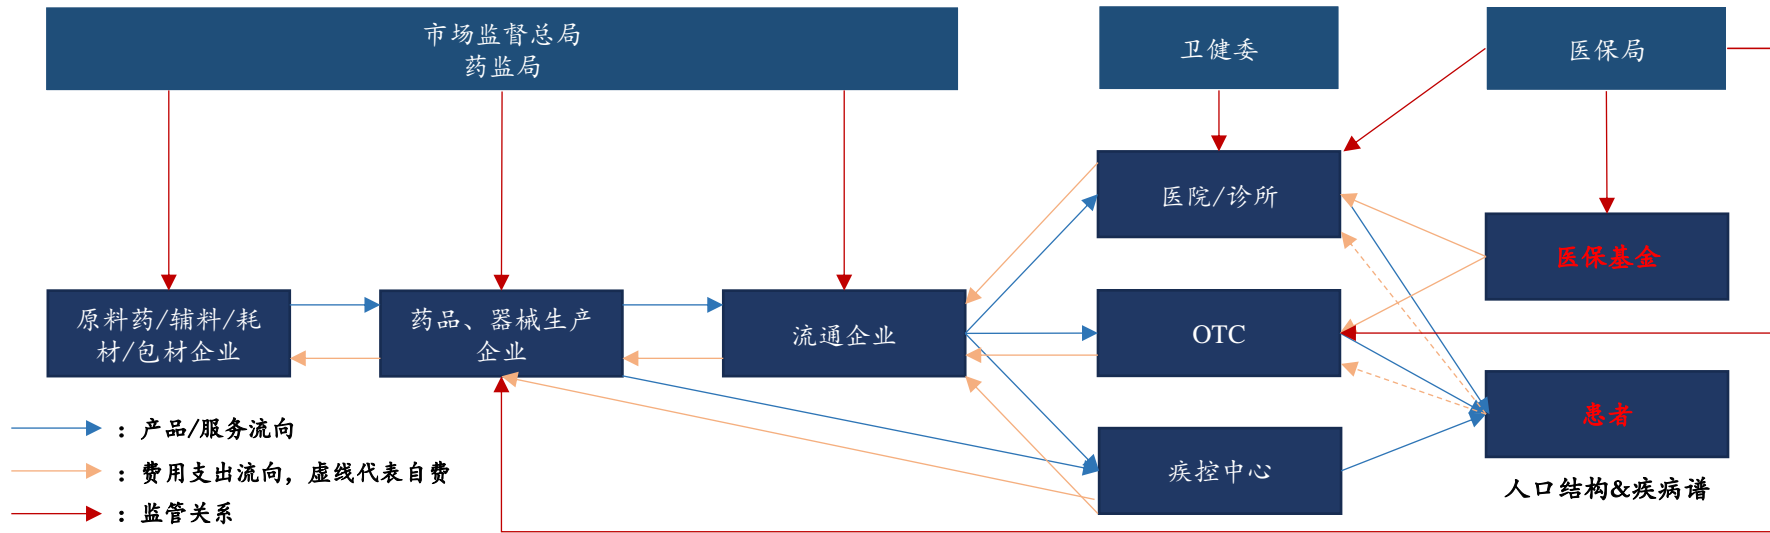 市场监督总局
药监局
卫健委
医保局
医院/诊所
医保基金
原料药/辅料/耗
材/包材企业
药品、器械生产
企业
流通企业
OTC
患者
疾控中心
人口结构&疾病谱
：产品/服务流向
：费用支出流向，虚线代表自费
：监管关系